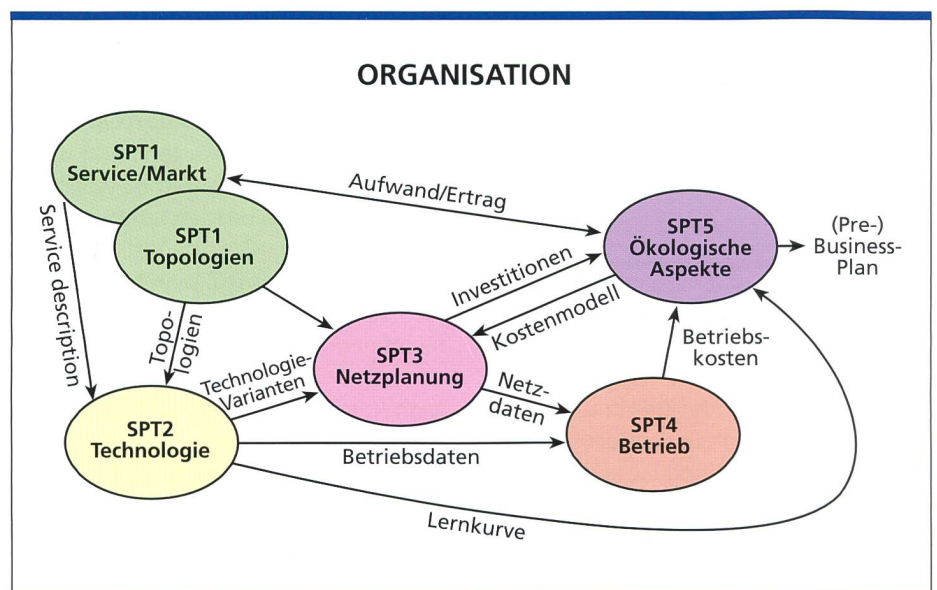 ORGANISATION
SPT1
Service/Markt
SPT1
Topologien
Aufwand/Ertrag
Service description
Topo-
logien
SPT5
Ökologische
Aspekte
(Pre-)
Business-
Plan
Investitionen
Kostenmodell
SPT3
Netzplanung
Technologie-
Varianten
Netz-
daten
Betriebs-
kosten
SPT2
Technologie
SPT4
Betrieb
Betriebsdaten
Lernkurve